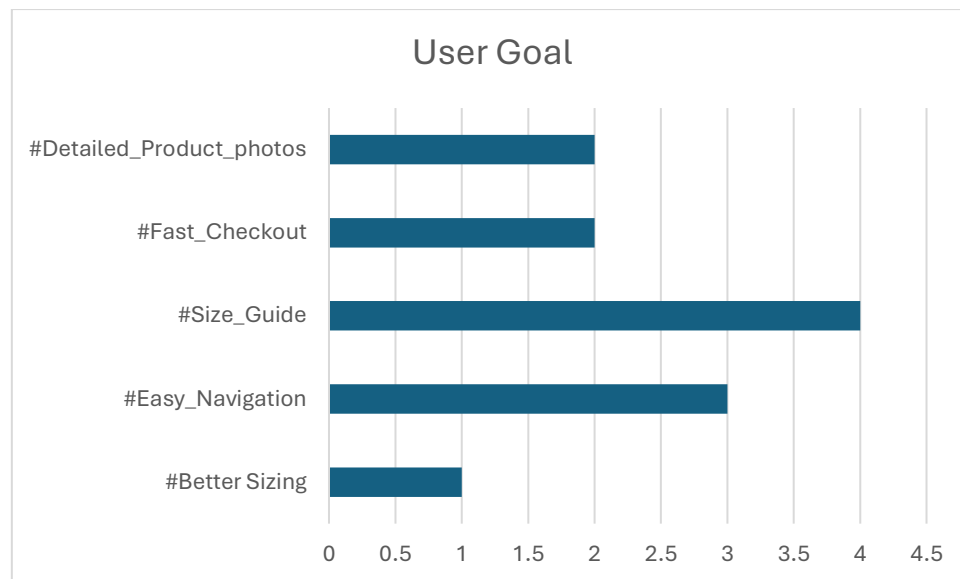 User Goal
#Detailed_Product_photos
#Fast_Checkout
#Size_Guide
#Easy_Navigation
#Better Sizing
0 0.5 1 1.5 2 2.5 3 3.5 4 4.5